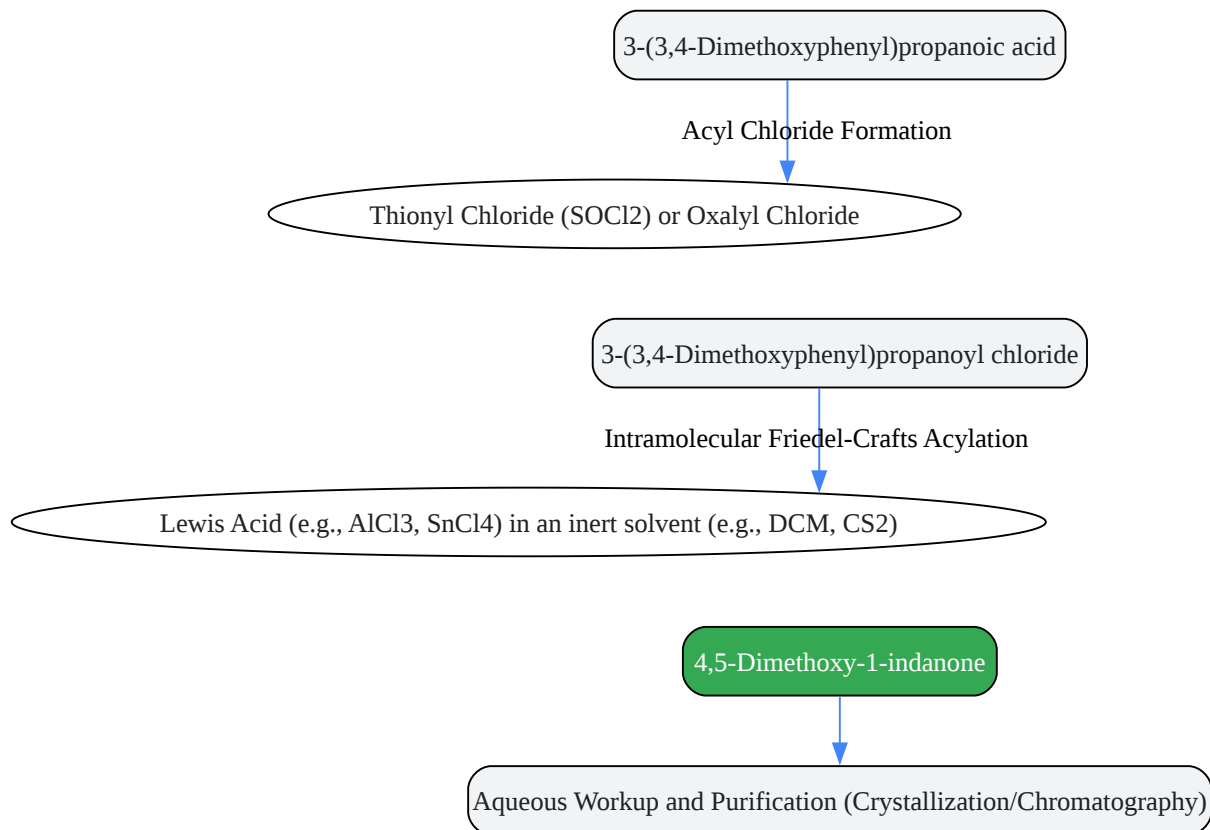 3-(3,4-Dimethoxyphenyl)propanoic acid
Acyl Chloride Formation
Thionyl Chloride (SOCl2) or Oxalyl Chloride
3-(3,4-Dimethoxyphenyl)propanoyl chloride
Intramolecular Friedel-Crafts Acylation
Lewis Acid (e.g., AlCl3, SnCl4) in an inert solvent (e.g., DCM, CS2)
4,5-Dimethoxy-1-indanone
Aqueous Workup and Purification (Crystallization/Chromatography)